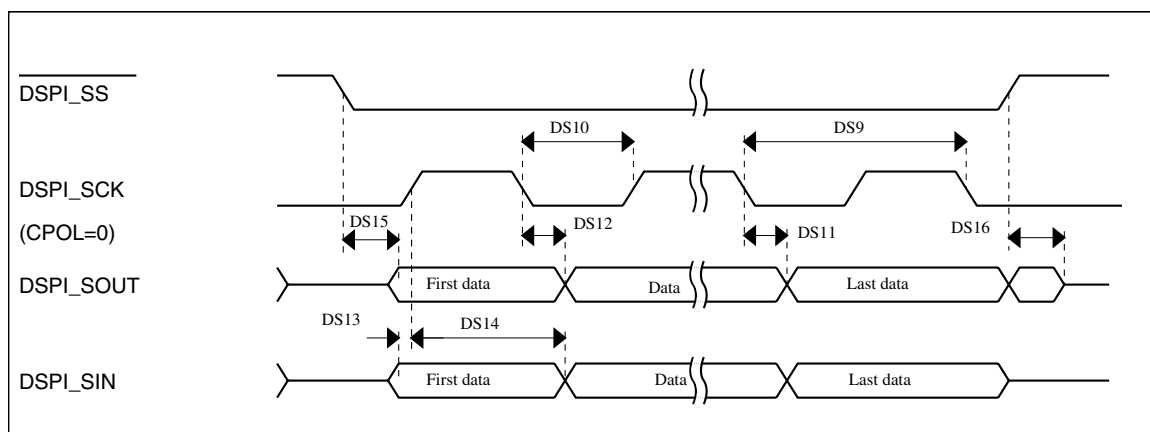 DSPI_SS
DS10
DS9
DSPI_SCK
(CPOL=0)
DS15
DS12
DS11
DS16
DSPI_SOUT
First data
Data
Last data
DS13
DS14
DSPI_SIN
First data
Data
Last data